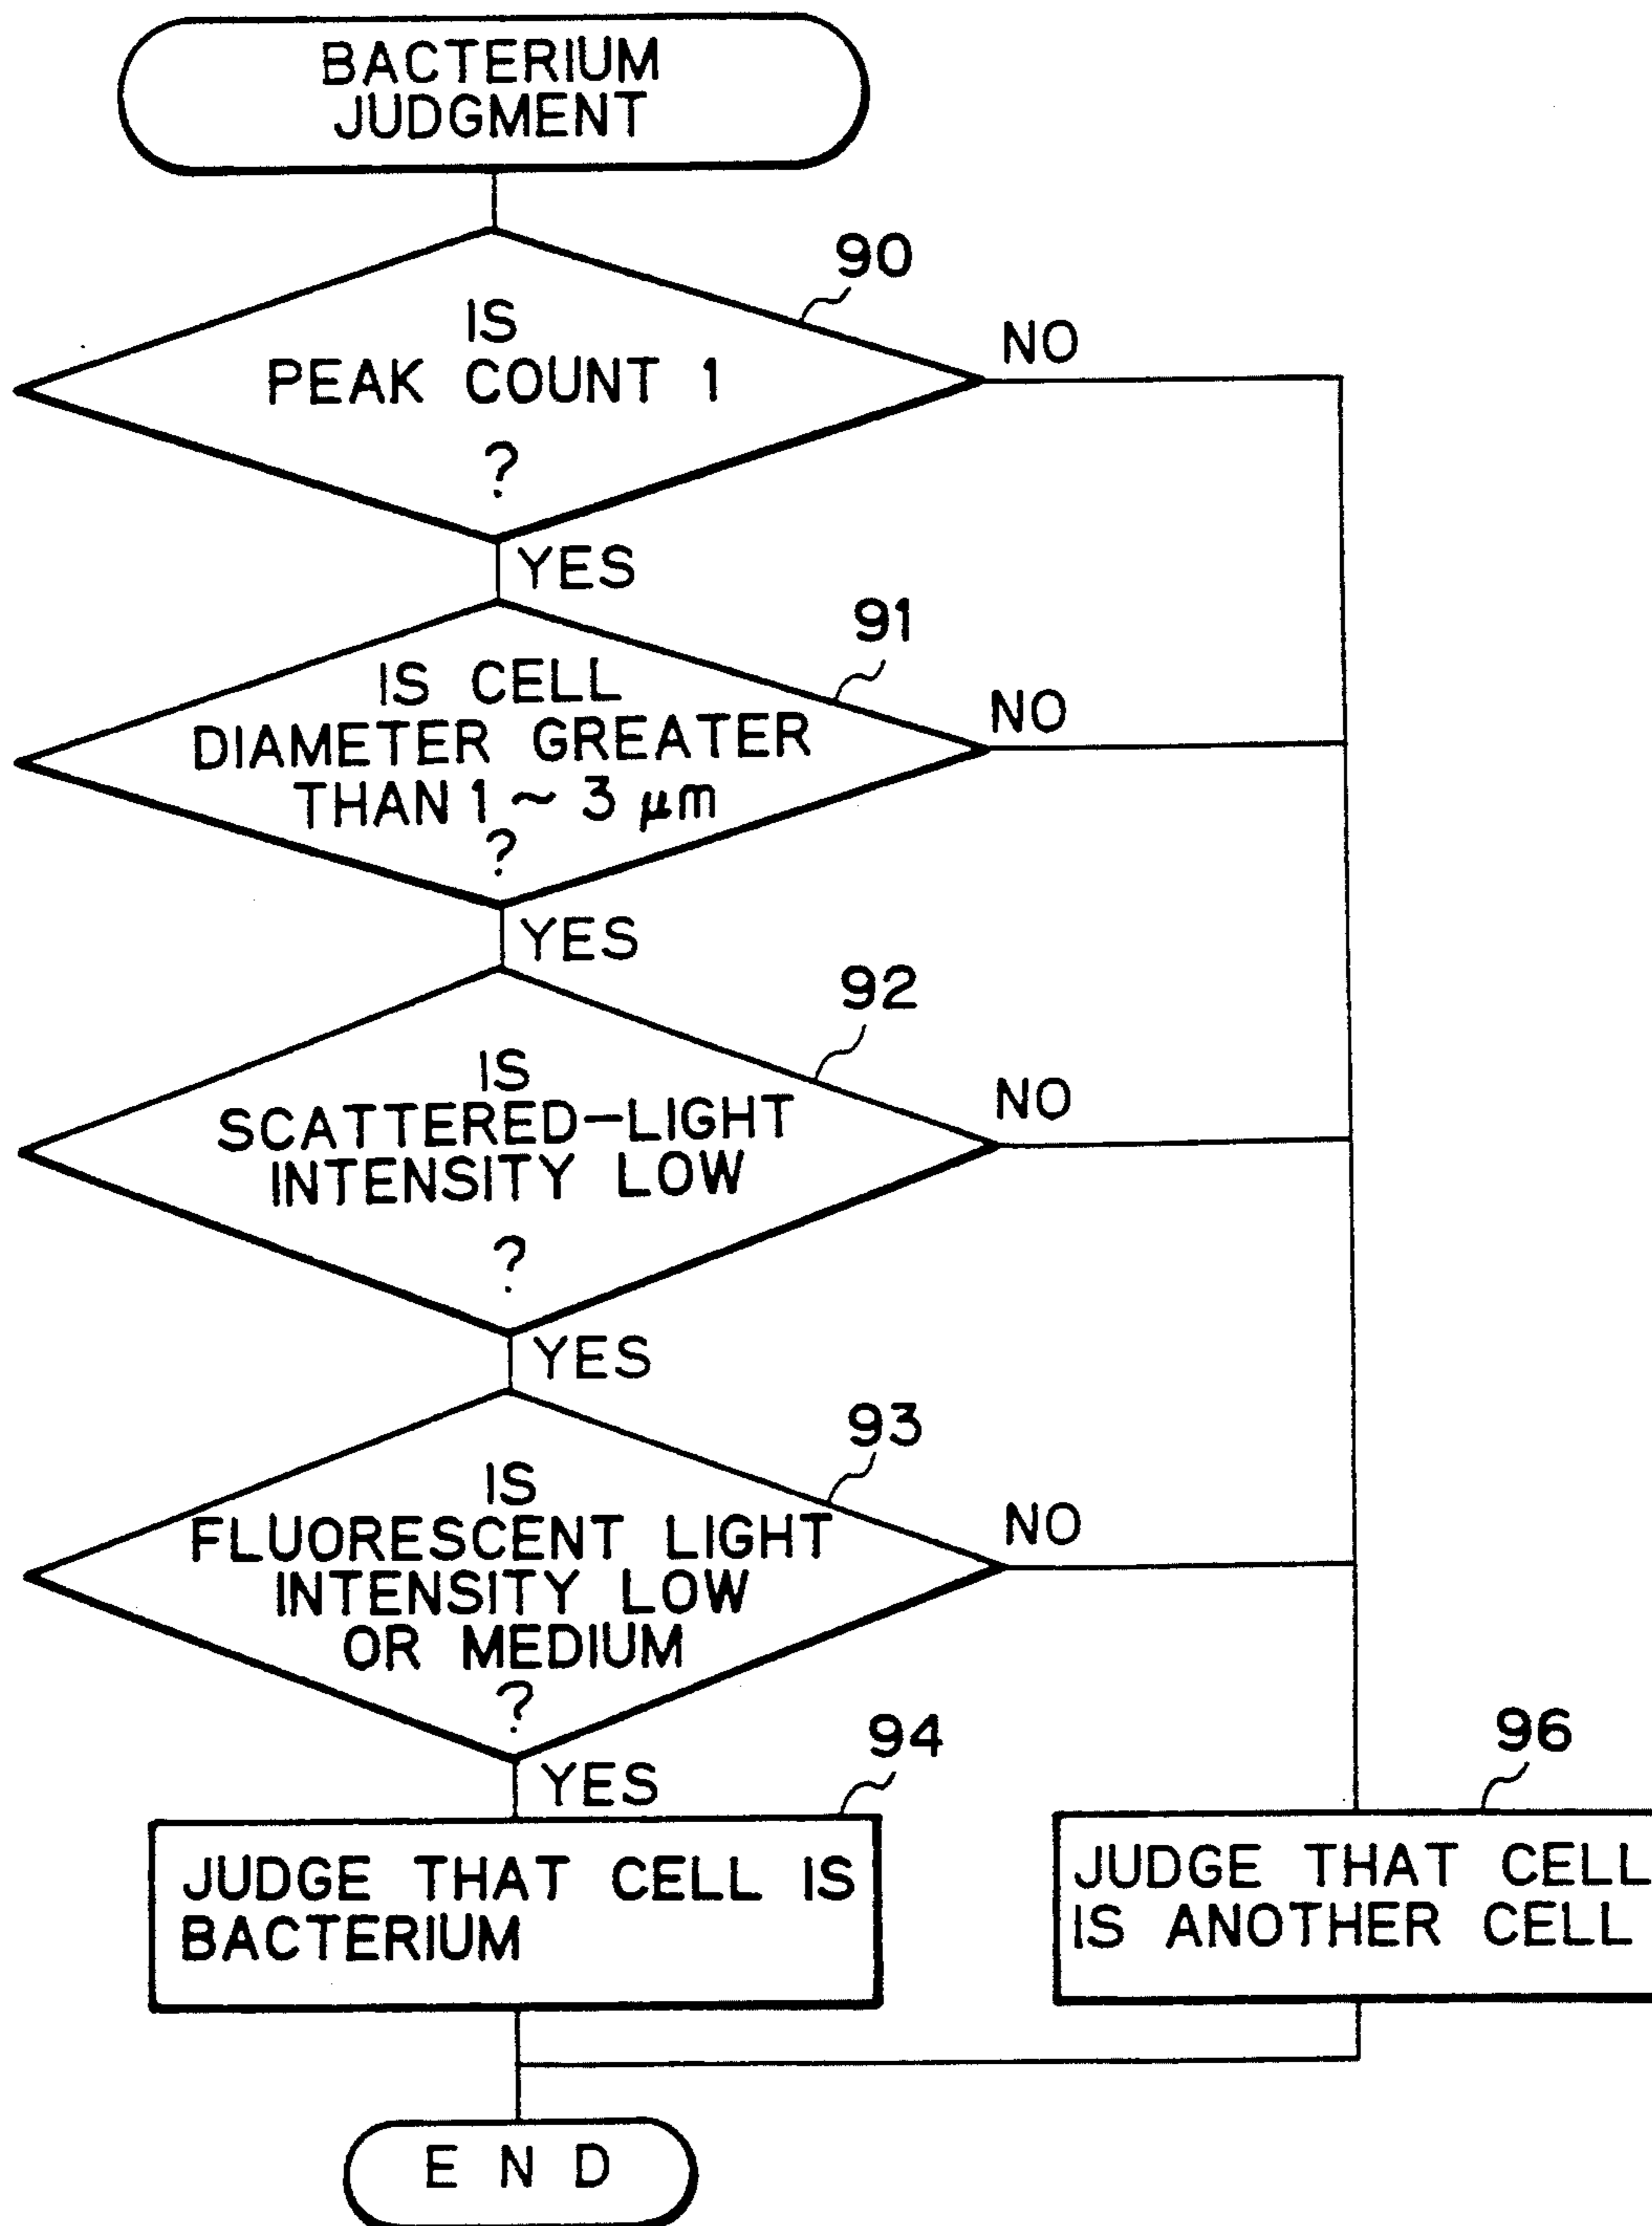 BACTERIUM
JUDGMENT
90
IS
PEAK COUNT 1
?
NO
YES
91
IS CELL
DIAMETER GREATER
THAN 1 ~ 3 μm
?
NO
YES
92
IS
SCATTERED-LIGHT
INTENSITY LOW
?
NO
YES
93
IS
FLUORESCENT LIGHT
INTENSITY LOW
OR MEDIUM
?
NO
YES
94
JUDGE THAT CELL IS
BACTERIUM
96
JUDGE THAT CELL
IS ANOTHER CELL
E N D